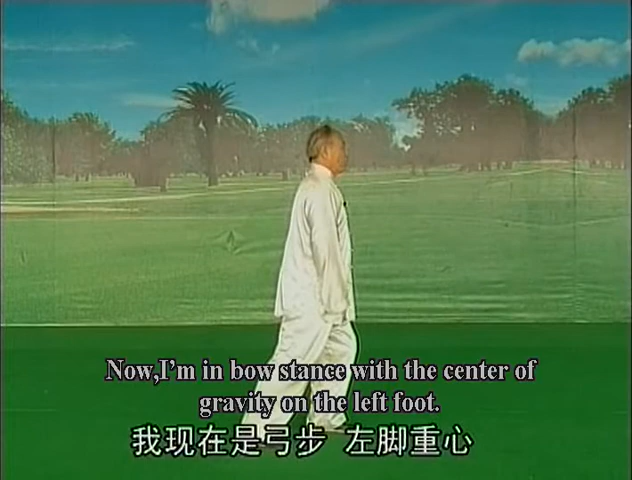 Now,I'm in bow stance with the center of
gravity on the left foot.
我现在是弓步 左脚重心